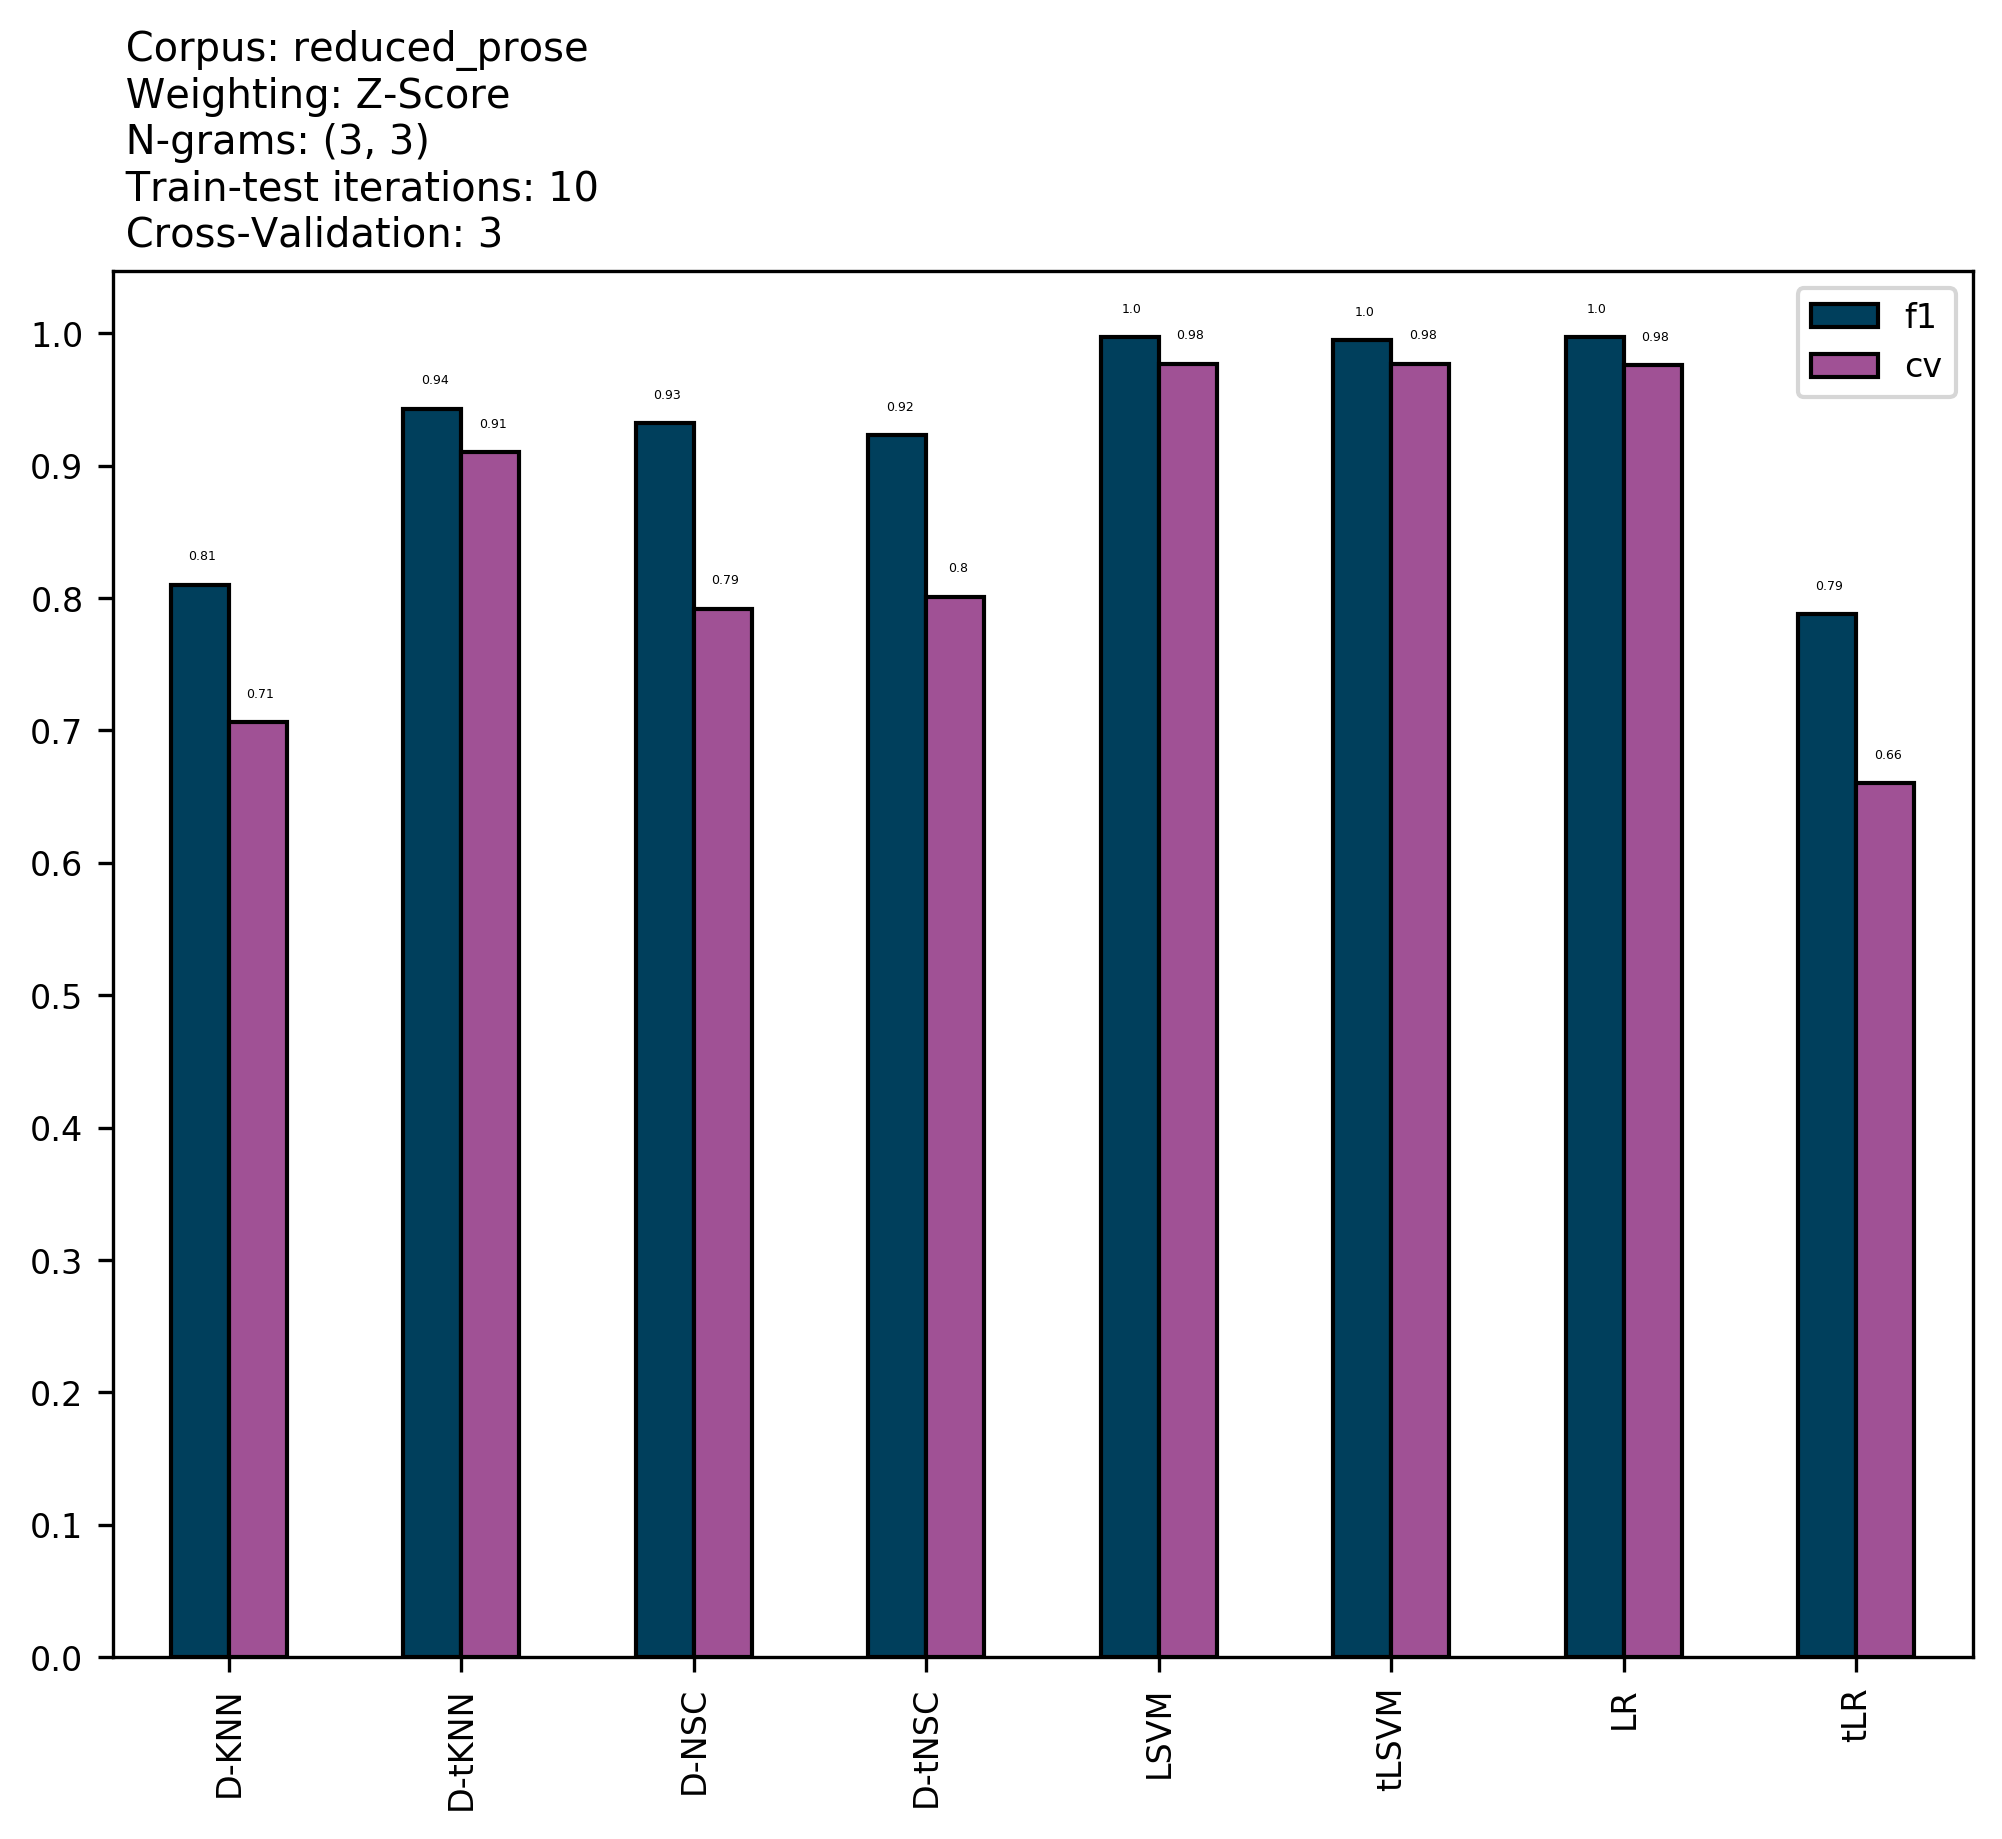 Corpus: reduced_prose
Weighting: Z-Score
N-grams: (3, 3)
Train-test iterations: 10
Cross-Validation: 3
f1
cv
1.0
0.9
0.8
0.7
0.6
0.5
0.4
0.3
0.2
0.1
0.0
0.81
0.71
0.94
0.91
0.93
0.79
0.92
0.8
1.0
0.98
1.0
0.98
1.0
0.98
0.79
0.66
D-KNN
D-tKNN
D-NSC
D-tNSC
LSVM
tLSVM
LR
tLR